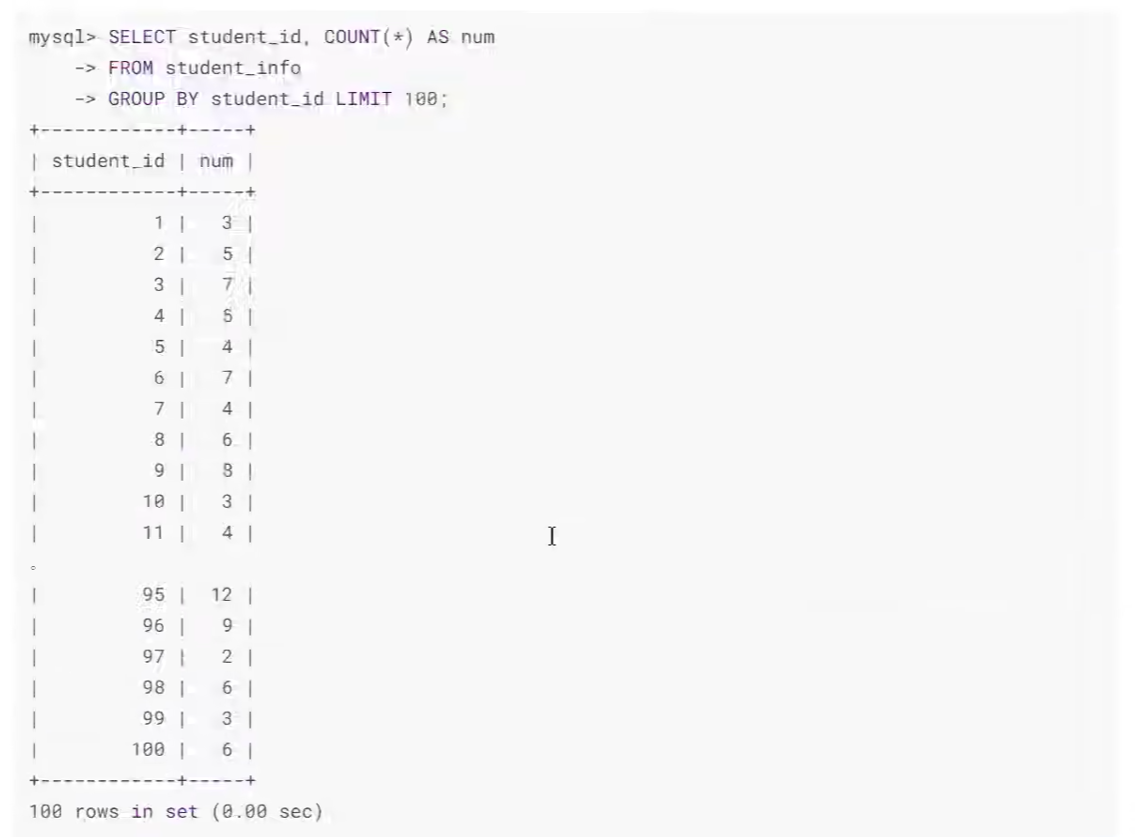 mysql> SELECT student_id, COUNT(*) AS num
    -> FROM student_info
    -> GROUP BY student_id LIMIT 100;
+------------+-----+
| student_id | num |
+------------+-----+
|          1 |   3 |
|          2 |   5 |
|          3 |   7 |
|          4 |   5 |
|          5 |   4 |
|          6 |   7 |
|          7 |   4 |
|          8 |   6 |
|          9 |   8 |
|         10 |   3 |
|         11 |   4 |
。
|         95 |  12 |
|         96 |   9 |
|         97 |   2 |
|         98 |   6 |
|         99 |   3 |
|        100 |   6 |
+------------+-----+
100 rows in set (0.00 sec)